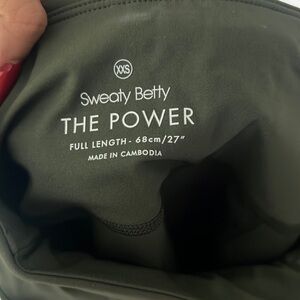 XXS
Sweaty Betty
THE POWER
FULL LENGTH - 68cm/27"
MADE IN CAMBODIA